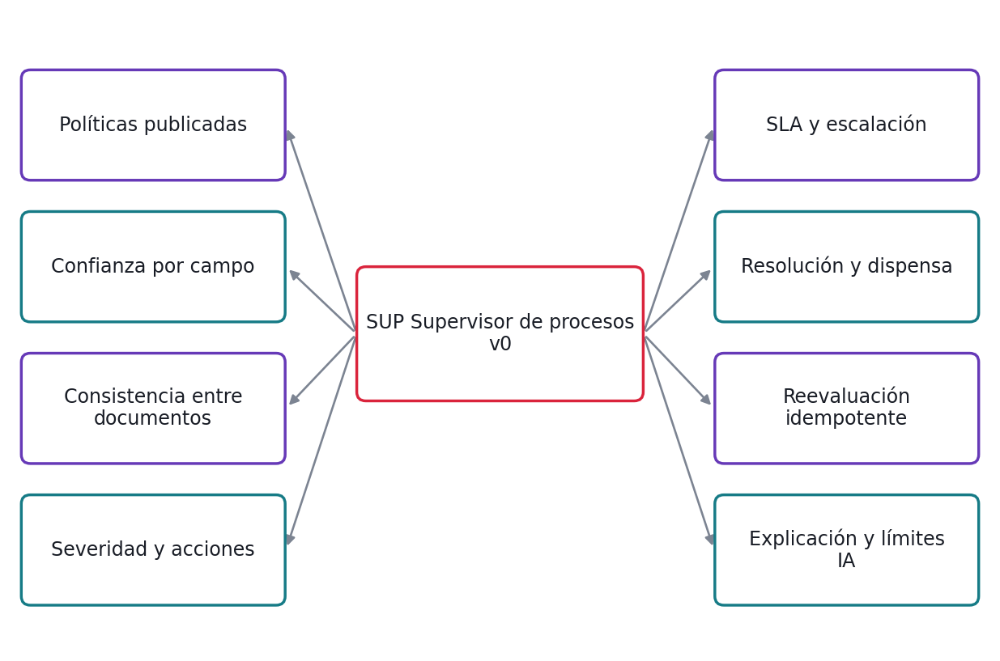 Políticas publicadas
Confianza por campo
Consistencia entre
documentos
Severidad y acciones
SUP Supervisor de procesos
v0
SLA y escalación
Resolución y dispensa
Reevaluación
idempotente
Explicación y límites
IA